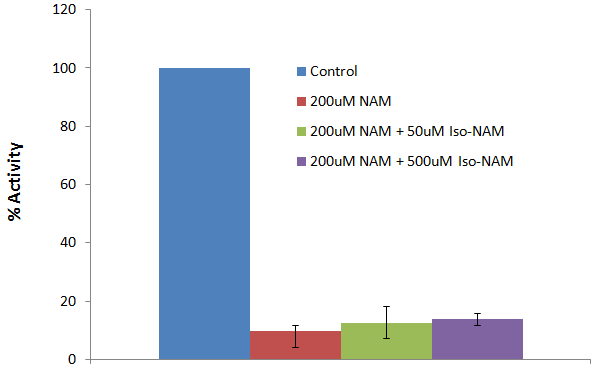 120
100
80
60
40
20
0
% Activity
Control
200uM NAM
200uM NAM + 50uM Iso-NAM
200uM NAM + 500uM Iso-NAM